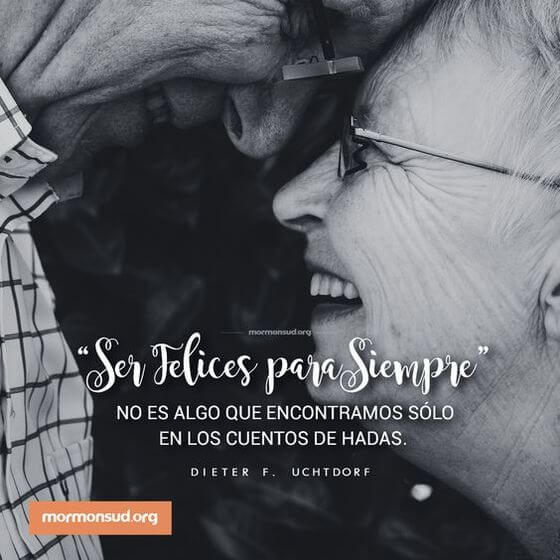 mormonsud.org
“Ser Felices para Siempre”
NO ES ALGO QUE ENCONTRAMOS SÓLO
EN LOS CUENTOS DE HADAS.
DIETER F. UCHTDORF
mormonsud.org